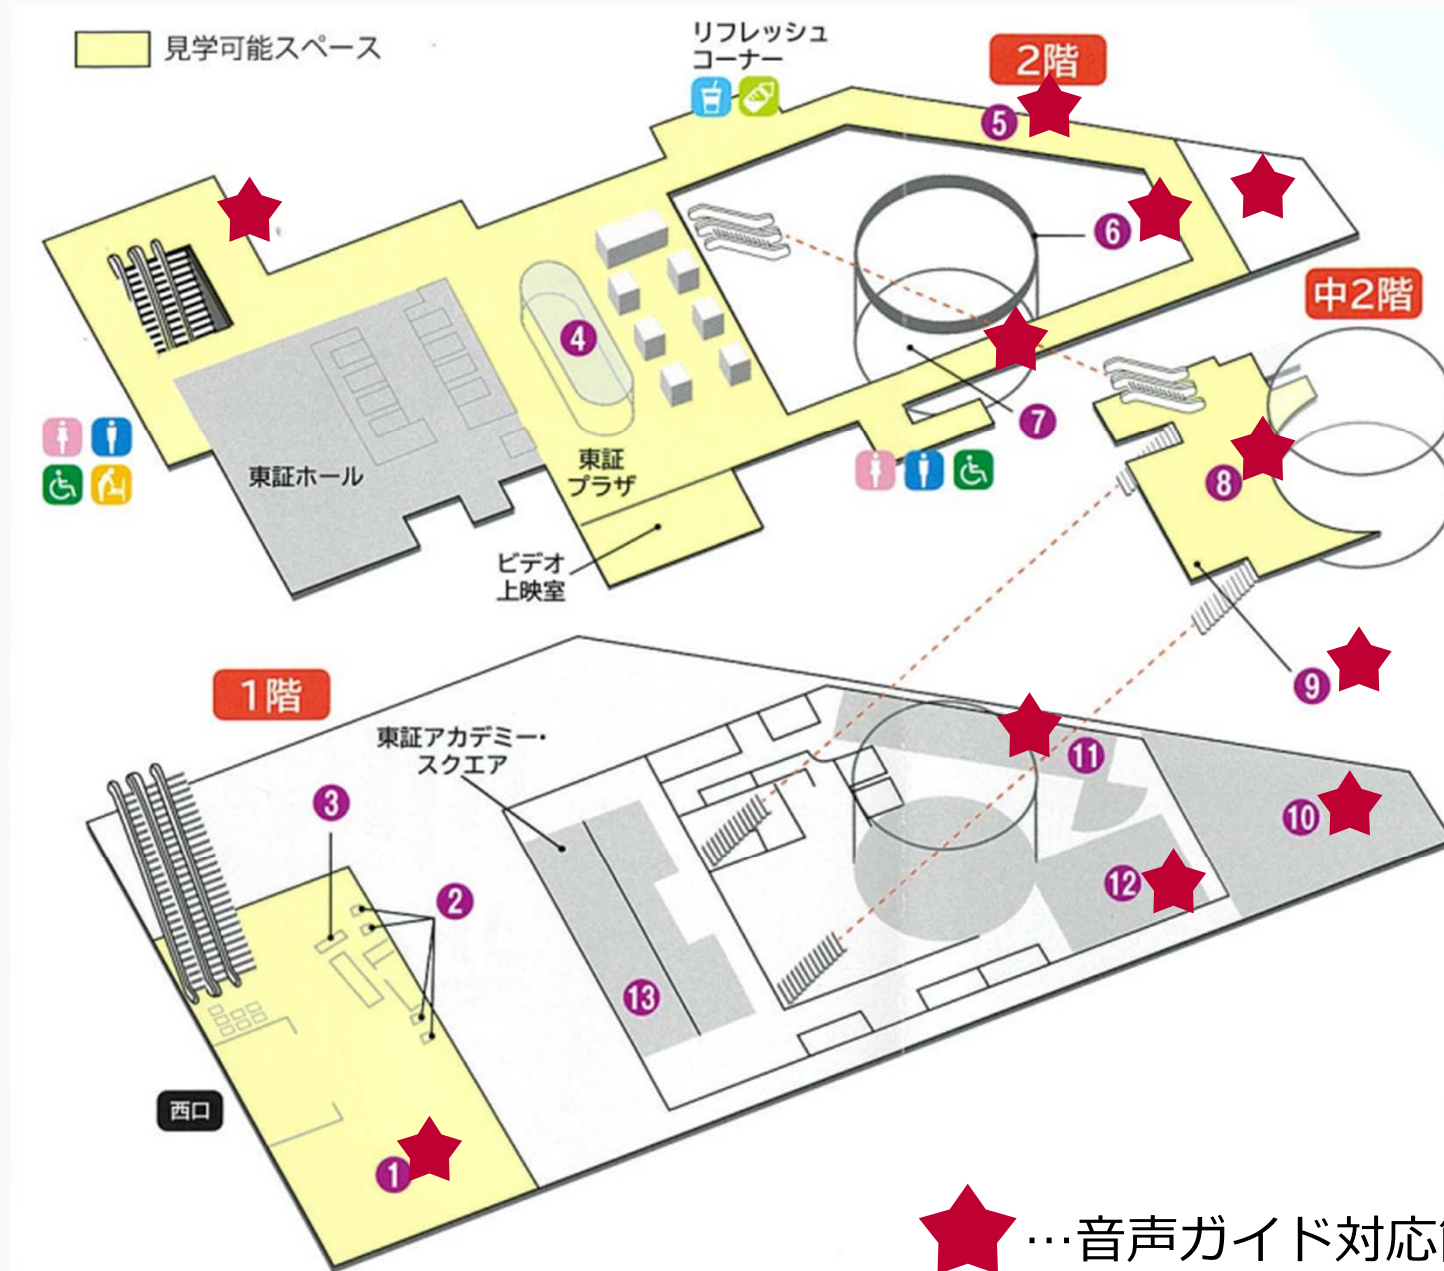 見学可能スペース
リフレッシュ
コーナー
2階
5
6
中2階
4
7
東証ホール
東証
プラザ
8
ビデオ
上映室
9
1階
東証アカデミー・
スクエア
3
11
10
2
12
13
西口
1
…音声ガイド対応